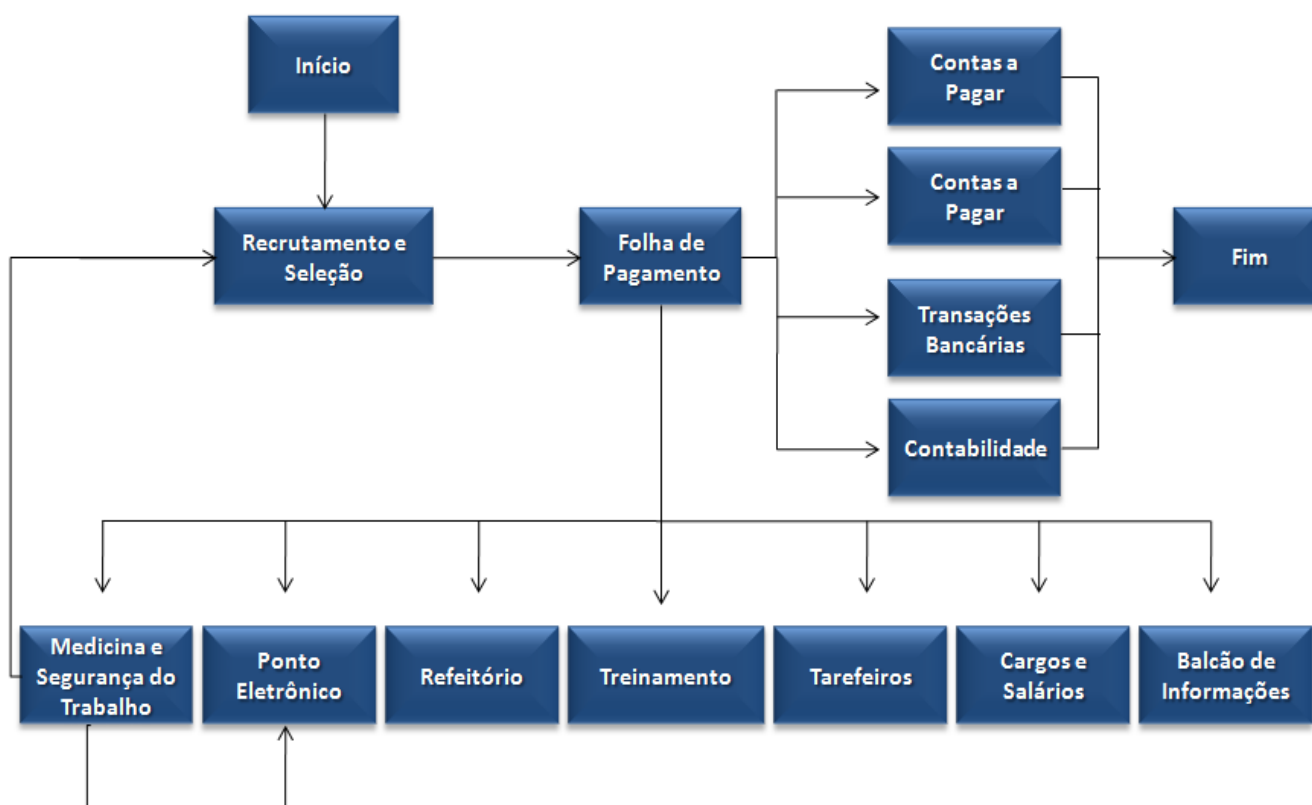 Início
Contas a
Pagar
Contas a
Pagar
Recrutamento e
Seleção
Folha de
Pagamento
Fim
Transações
Bancárias
Contabilidade
Medicina e
Segurança do
Trabalho
Ponto
Eletrônico
Refeitório
Treinamento
Tarefeiros
Cargos e
Salários
Balcão de
Informações